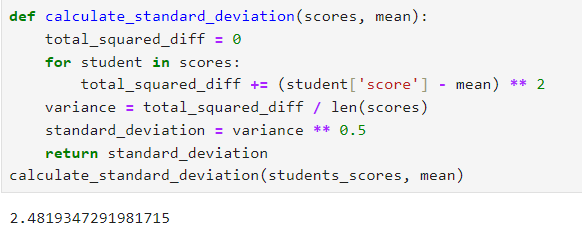 def calculate_standard_deviation(scores, mean):
    total_squared_diff = 0
    for student in scores:
        total_squared_diff += (student['score'] - mean) ** 2
    variance = total_squared_diff / len(scores)
    standard_deviation = variance ** 0.5
    return standard_deviation
calculate_standard_deviation(students_scores, mean)
2.4819347291981715